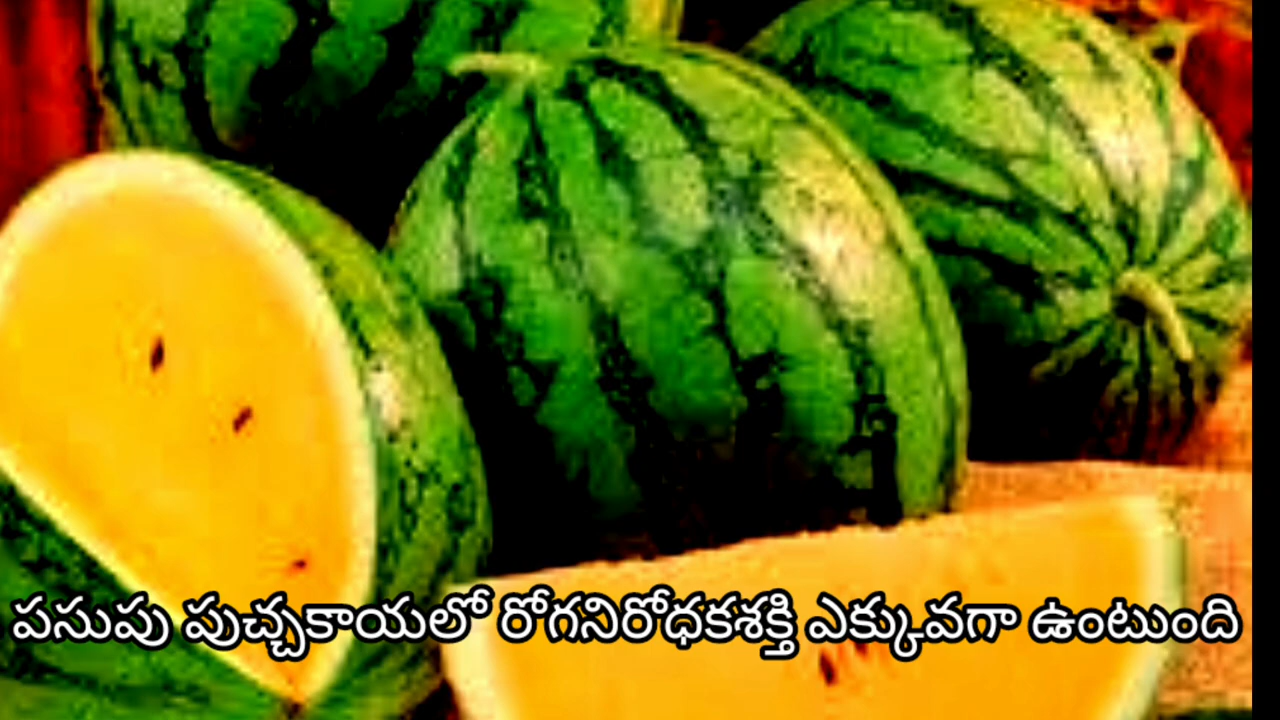 పసుపు పుచ్చకాయలో రోగనిరోధకశక్తి ఎక్కువగా ఉంటుంది